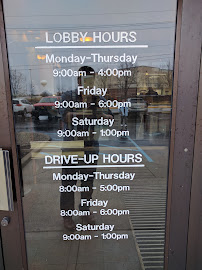 LOBBY HOURS
Monday-Thursday
9:00am - 4:00pm
Friday
9:00am - 6:00pm
Saturday
9:00am - 1:00pm
DRIVE-UP HOURS
Monday-Thursday
8:00am - 5:00pm
Friday
8:00am - 6:00pm
Saturday
9:00am - 1:00pm